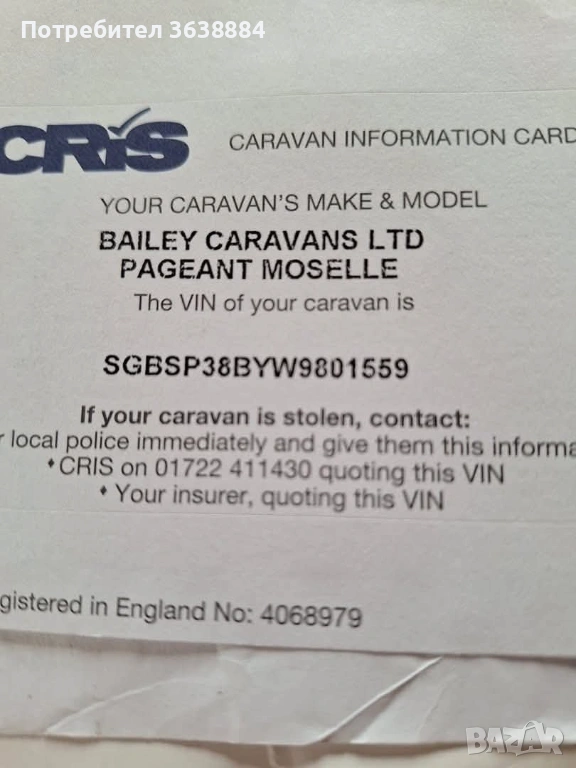 Потребител 3638884
CRiS
CARAVAN INFORMATION CARD
YOUR CARAVAN'S MAKE & MODEL
BAILEY CARAVANS LTD
PAGEANT MOSELLE
The VIN of your caravan is
SGBSP38BYW9801559
If your caravan is stolen, contact:
r local police immediately and give them this informa
• CRIS on 01722 411430 quoting this VIN
• Your insurer, quoting this VIN
egistered in England No: 4068979
BAZAR